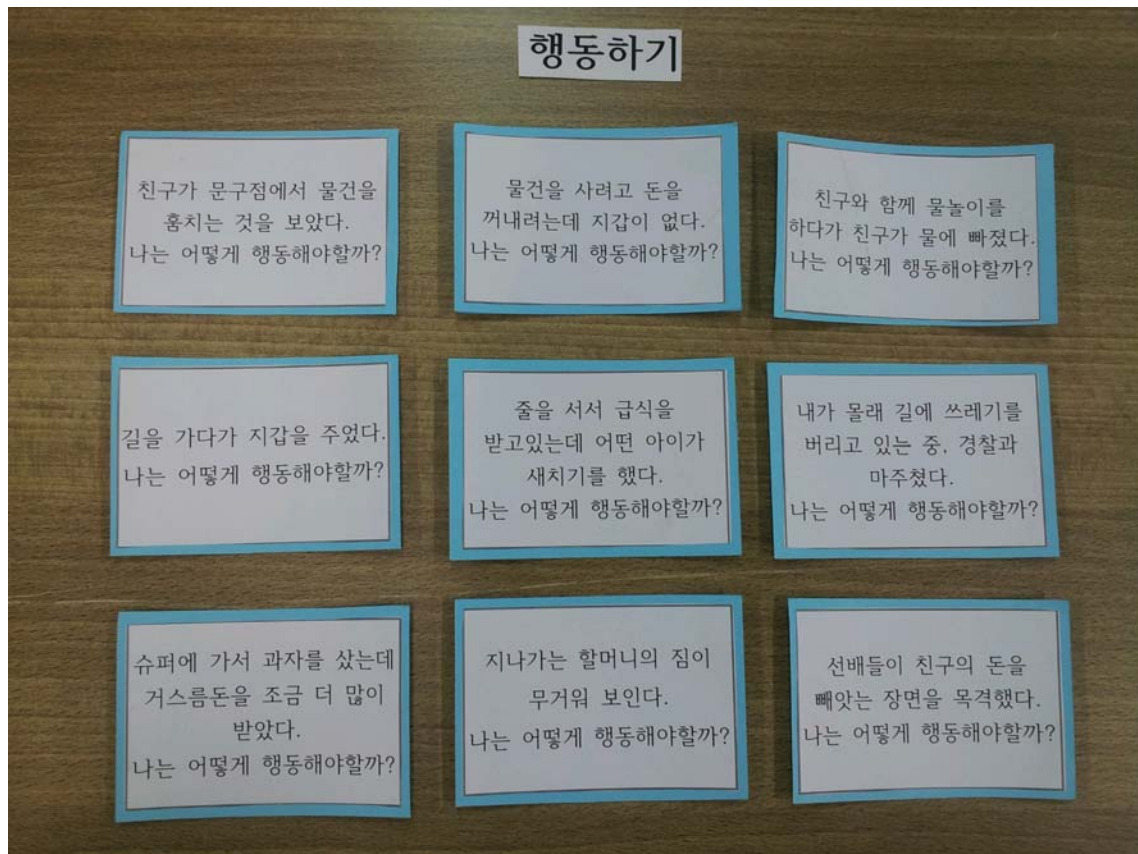 행동하기
친구가 문구점에서 물건을
훔치는 것을 보았다.
나는 어떻게 행동해야할까?
물건을 사려고 돈을
꺼내려는데 지갑이 없다.
나는 어떻게 행동해야할까?
친구와 함께 물놀이를
하다가 친구가 물에 빠졌다.
나는 어떻게 행동해야할까?
길을 가다가 지갑을 주었다.
나는 어떻게 행동해야할까?
줄을 서서 급식을
받고있는데 어떤 아이가
새치기를 했다.
나는 어떻게 행동해야할까?
내가 몰래 길에 쓰레기를
버리고 있는 중, 경찰과
마주쳤다.
나는 어떻게 행동해야할까?
슈퍼에 가서 과자를 샀는데
거스름돈을 조금 더 많이
받았다.
나는 어떻게 행동해야할까?
지나가는 할머니의 짐이
무거워 보인다.
나는 어떻게 행동해야할까?
선배들이 친구의 돈을
빼앗는 장면을 목격했다.
나는 어떻게 행동해야할까?